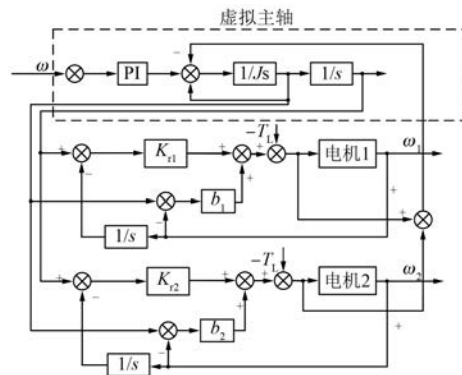 虚拟主轴
ω
PI
1/Js
1/s
−
−T_L
K_r1
电机1
ω_1
+
−
+
+
+
+
b_1
1/s
−
+
−T_L
K_r2
电机2
ω_2
+
−
+
+
+
b_2
1/s
−
+